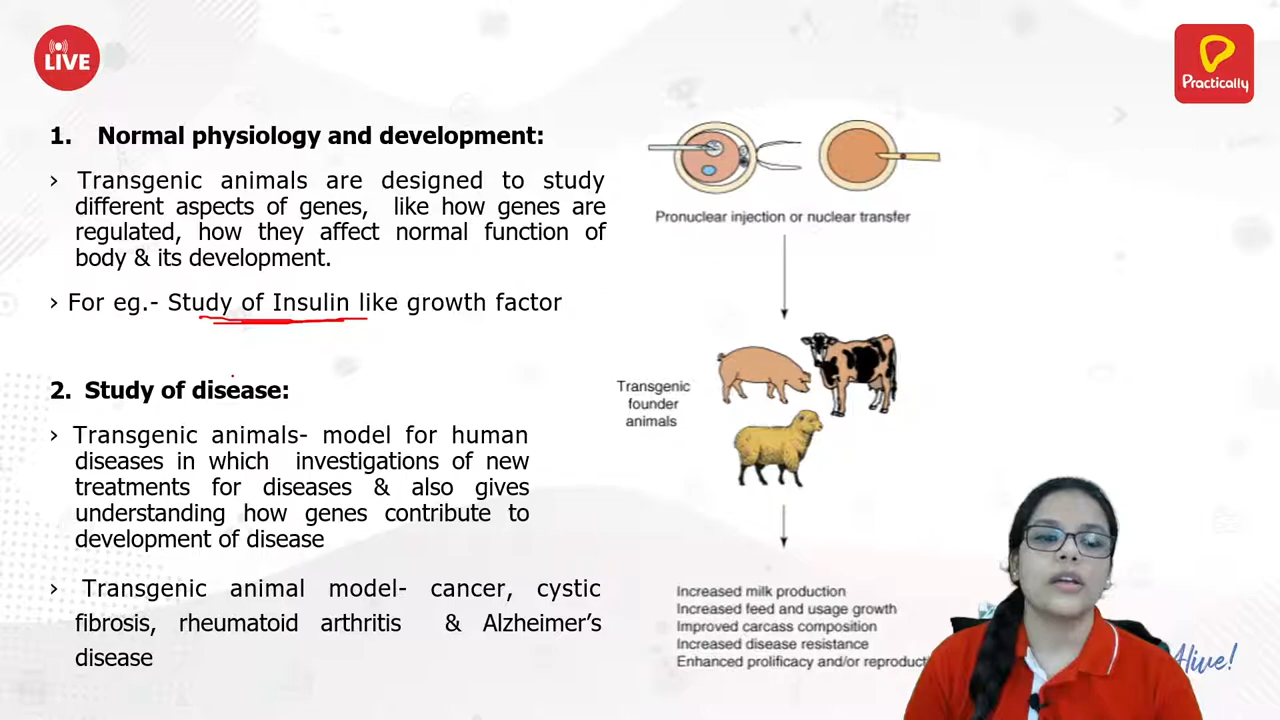 LIVE
Practically
1. Normal physiology and development:
› Transgenic animals are designed to study
different aspects of genes, like how genes are
regulated, how they affect normal function of
body & its development.
› For eg.- Study of Insulin like growth factor
2. Study of disease:
› Transgenic animals- model for human
diseases in which investigations of new
treatments for diseases & also gives
understanding how genes contribute to
development of disease
› Transgenic animal model- cancer, cystic
fibrosis, rheumatoid arthritis & Alzheimer's
disease
Pronuclear injection or nuclear transfer
Transgenic
founder
animals
Increased milk production
Increased feed and usage growth
Improved carcass composition
Increased disease resistance
Enhanced prolificacy and/or
Alive!